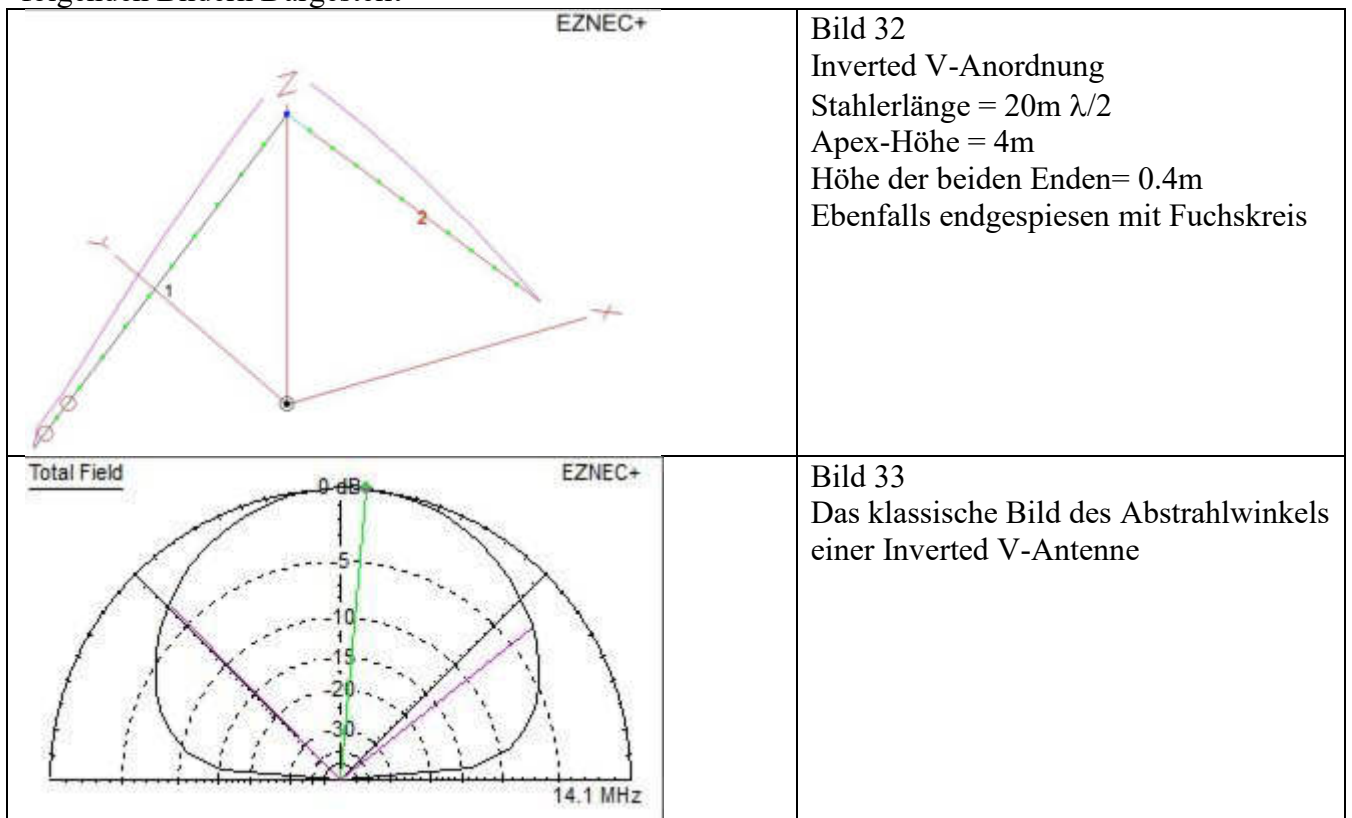 EZNEC+
Z
Y
1
2
X
Bild 32
Inverted V-Anordnung
Stahlerlänge = 20m λ/2
Apex-Höhe = 4m
Höhe der beiden Enden= 0.4m
Ebenfalls endgespiesen mit Fuchskreis
Total Field
EZNEC+
0 dB
-5
-10
-15
-20
-30
14.1 MHz
Bild 33
Das klassische Bild des Abstrahlwinkels
einer Inverted V-Antenne